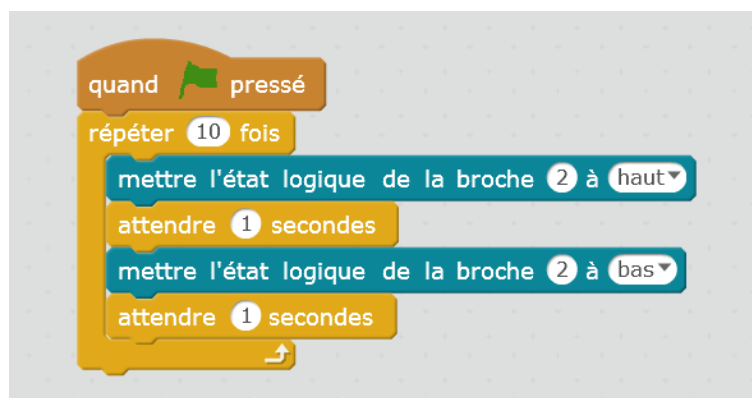 quand pressé
répéter 10 fois
mettre l'état logique de la broche 2 à haut
attendre 1 secondes
mettre l'état logique de la broche 2 à bas
attendre 1 secondes